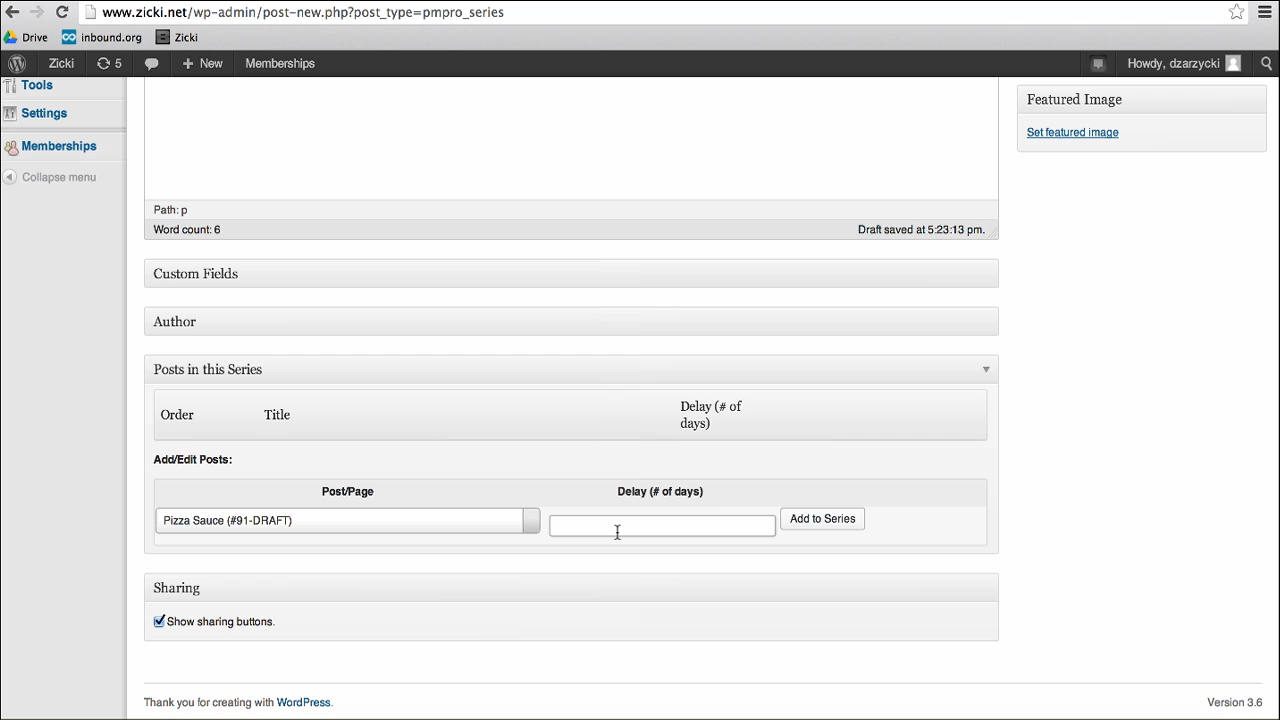 www.zicki.net/wp-admin/post-new.php?post_type=pmpro_series
Drive inbound.org Zicki
Zicki 5 New Memberships Howdy, dzarzycki
Tools
Settings
Memberships
Collapse menu
Featured Image
Set featured image
Path: p
Word count: 6 Draft saved at 5:23:13 pm.
Custom Fields
Author
Posts in this Series
Order Title Delay (# of
days)
Add/Edit Posts:
Post/Page Delay (# of days)
Pizza Sauce (#91-DRAFT) Add to Series
Sharing
Show sharing buttons.
Thank you for creating with WordPress. Version 3.6